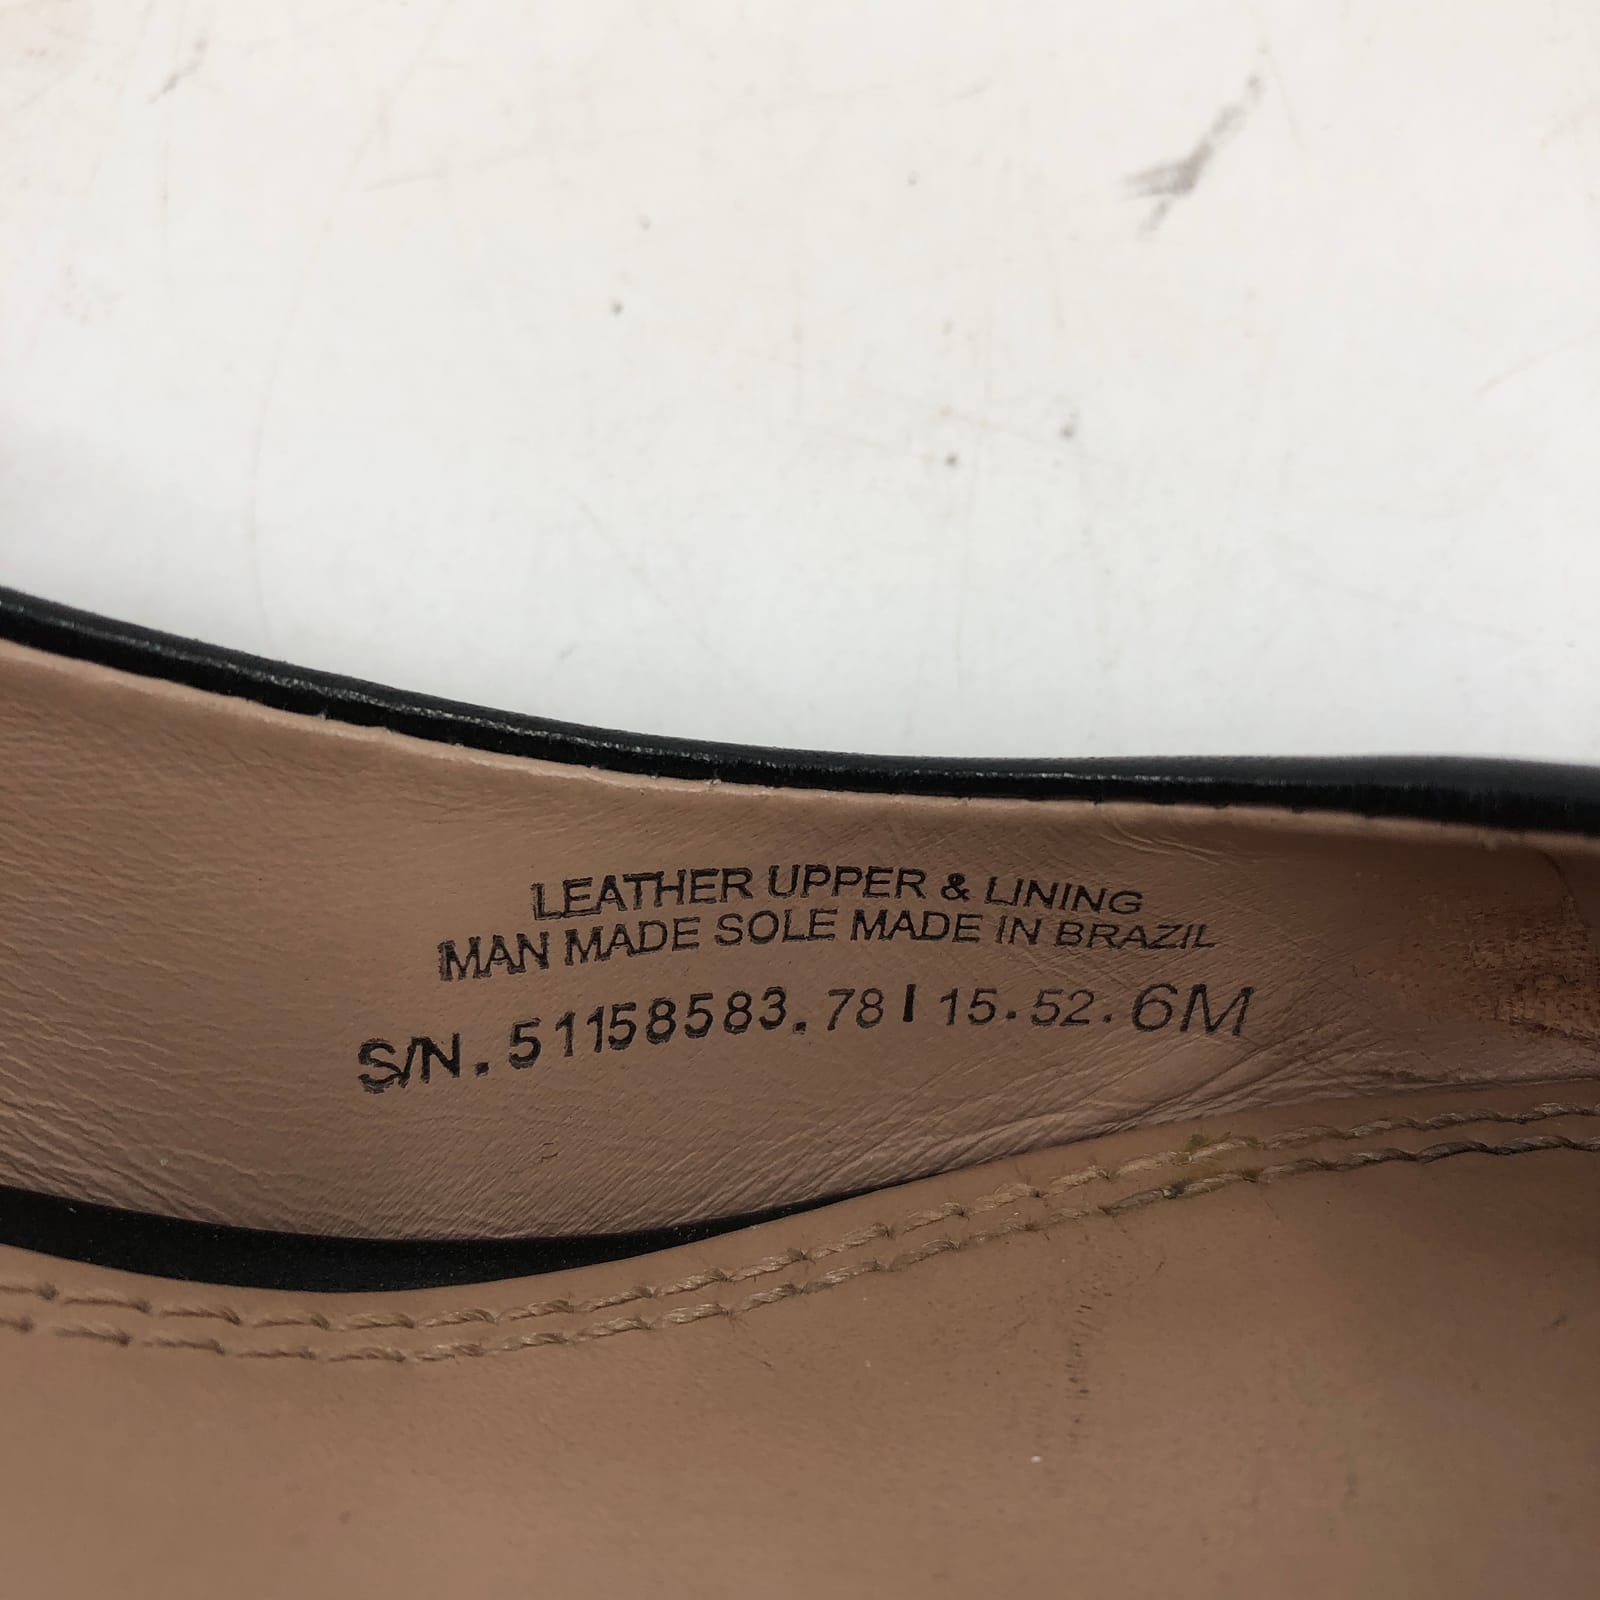 LEATHER UPPER & LINING
MAN MADE SOLE MADE IN BRAZIL
S/N. 51158583.78 I 15.52.6M